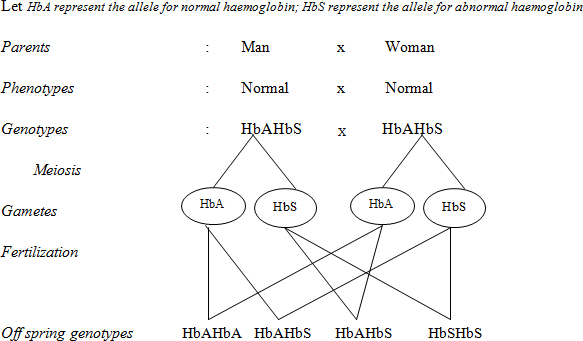 Let HbA represent the allele for normal haemoglobin; HbS represent the allele for abnormal haemoglobin
Parents : Man x Woman
Phenotypes : Normal x Normal
Genotypes : HbAHbS x HbAHbS
Meiosis
Gametes HbA HbS HbA HbS
Fertilization
Off spring genotypes HbAHbA HbAHbS HbAHbS HbSHbS